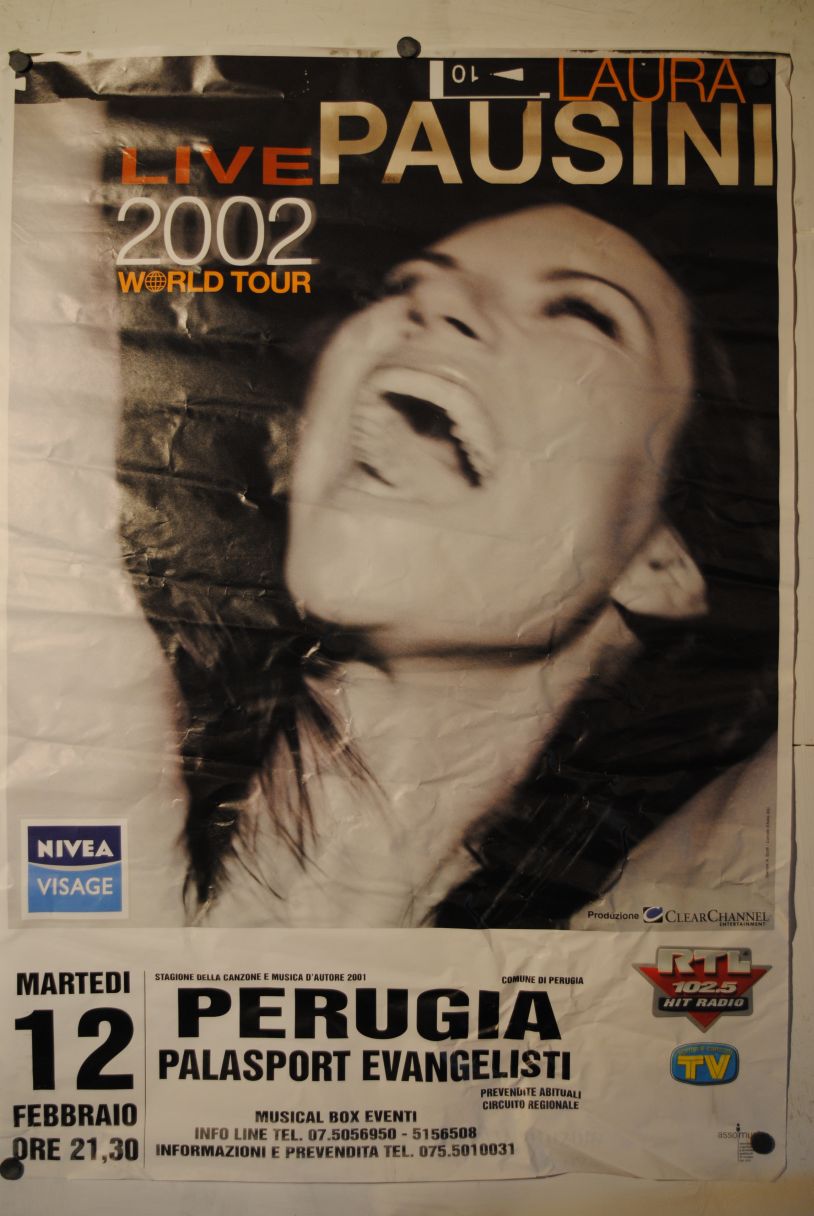 10
LAURA
PAUSINI
LIVE
2002
WORLD TOUR
NIVEA
VISAGE
Produzione CLEARCHANNEL
ENTERTAINMENT
RTL
102.5
HIT RADIO
TV
MARTEDI
12
FEBBRAIO
ORE 21,30
STAGIONE DELLA CANZONE E MUSICA D'AUTORE 2001
COMUNE DI PERUGIA
PERUGIA
PALASPORT EVANGELISTI
PREVENDITE ABITUALI
CIRCUITO REGIONALE
MUSICAL BOX EVENTI
INFO LINE TEL. 07.5056950 - 5156508
INFORMAZIONI E PREVENDITA TEL. 075.5010031